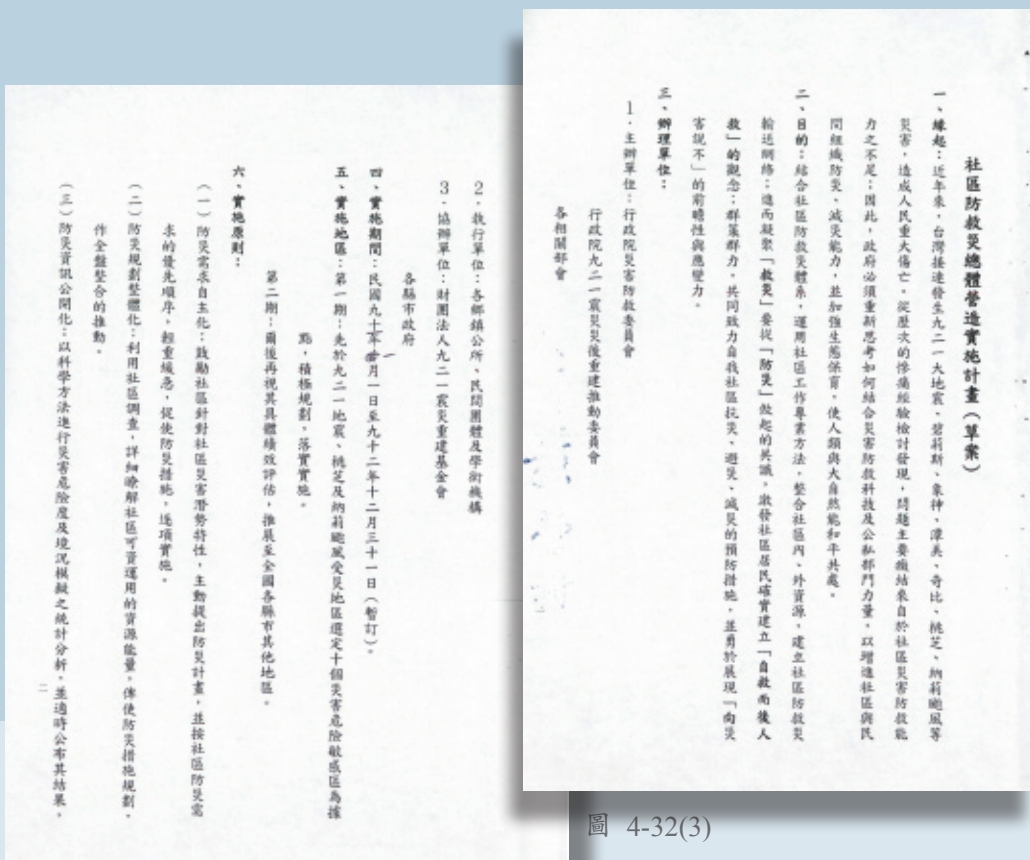 社區防救災總體營造實施計畫(草案)
一、緣起:近年來,台灣接連發生九二一大地震、碧莉斯、象神、潭美、奇比、桃芝、納莉颱風等
災害,造成人民重大傷亡。從歷次的慘痛經驗檢討發現,問題主要癥結來自於社區災害防救能
力之不足;因此,政府必須重新思考如何結合災害防救科技及公私部門力量,以增進社區與民
間組織防災、減災能力,並加強生態保育,使人類與大自然能和平共處。
二、目的:結合社區防救災體系,運用社區工作專業方法,整合社區內、外資源,建立社區防救災
輸送網絡;進而凝聚「救災」要從「防災」做起的共識,激發社區居民確實建立「自救而後人
救」的觀念;群策群力,共同致力自我社區抗災、避災、減災的預防措施,並勇於展現「向災
害說不」的前瞻性與應變力。
三、辦理單位:
1.主辦單位:行政院災害防救委員會
行政院九二一震災災後重建推動委員會
各相關部會
2.執行單位:各鄉鎮公所、民間團體及學術機構
3.協辦單位:財團法人九二一震災重建基金會
各縣市政府
四、實施期間:民國九十年 月一日至九十二年十二月三十一日(暫訂)。
五、實施地區:第一期:先於九二一地震、桃芝及納莉颱風受災地區選定十個災害危險敏感區為據
點,積極規劃,落實實施。
第二期:爾後再視其具體績效評估,推展至全國各縣市其他地區。
六、實施原則:
(一)防災需求自主化:鼓勵社區針對社區災害潛勢特性,主動提出防災計畫,並按社區防災需
求的優先順序,輕重緩急,促使防災措施,逐項實施。
(二)防災規劃整體化:利用社區調查,詳細瞭解社區可資運用的資源能量,俾使防災措施規劃,
作全盤整合的推動。
(三)防災資訊公開化:以科學方法進行災害危險度及境況模擬之統計分析,並適時公布其結果。
二
圖 4-32(3)